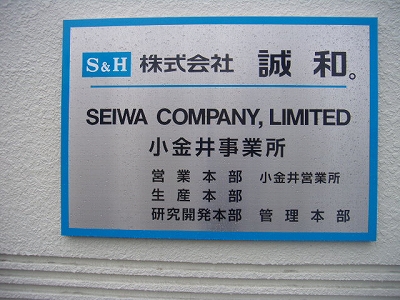 S&H 株式会社 誠和。
SEIWA COMPANY, LIMITED
小金井事業所
営業本部 小金井営業所
生産本部
研究開発本部 管理本部